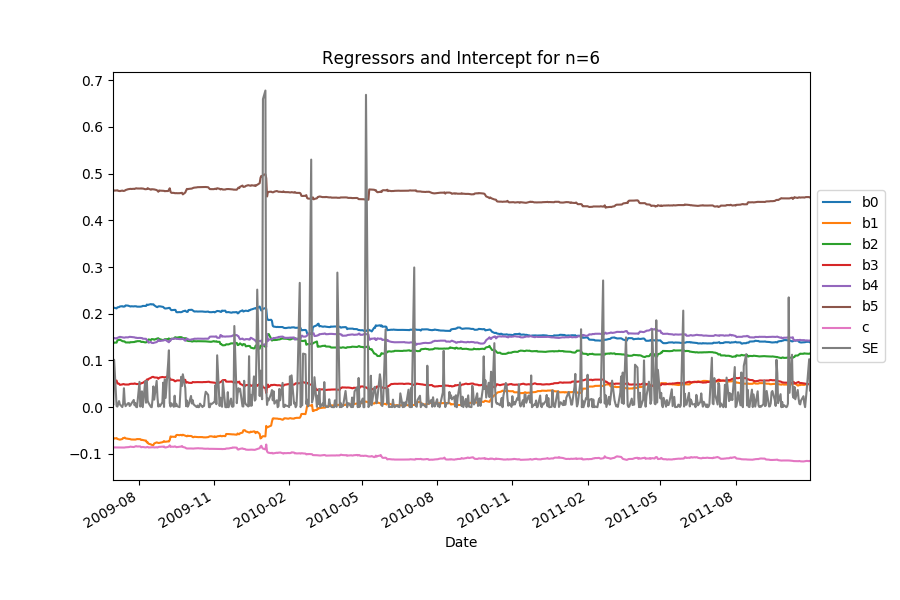 Regressors and Intercept for n=6
0.7
0.6
0.5
0.4
0.3
0.2
0.1
0.0
−0.1
2009-08
2009-11
2010-02
2010-05
2010-08
2010-11
2011-02
2011-05
2011-08
Date
b0
b1
b2
b3
b4
b5
c
SE